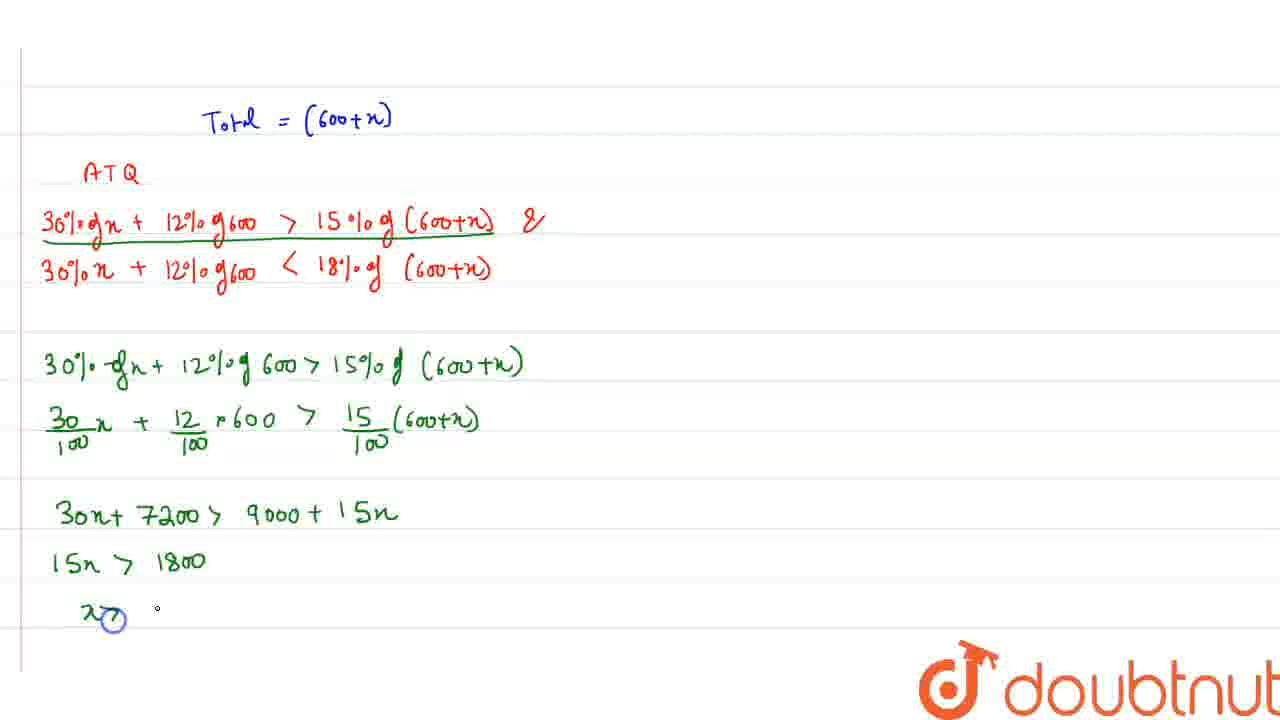 Total = (600+x)
ATQ
30% of x + 12% of 600 > 15% of (600+x) &
30% x + 12% of 600 < 18% of (600+x)
30% of x + 12% of 600 > 15% of (600+x)
30/100 x + 12/100 × 600 > 15/100 (600+x)
30x + 7200 > 9000 + 15x
15x > 1800
x >
doubtnut